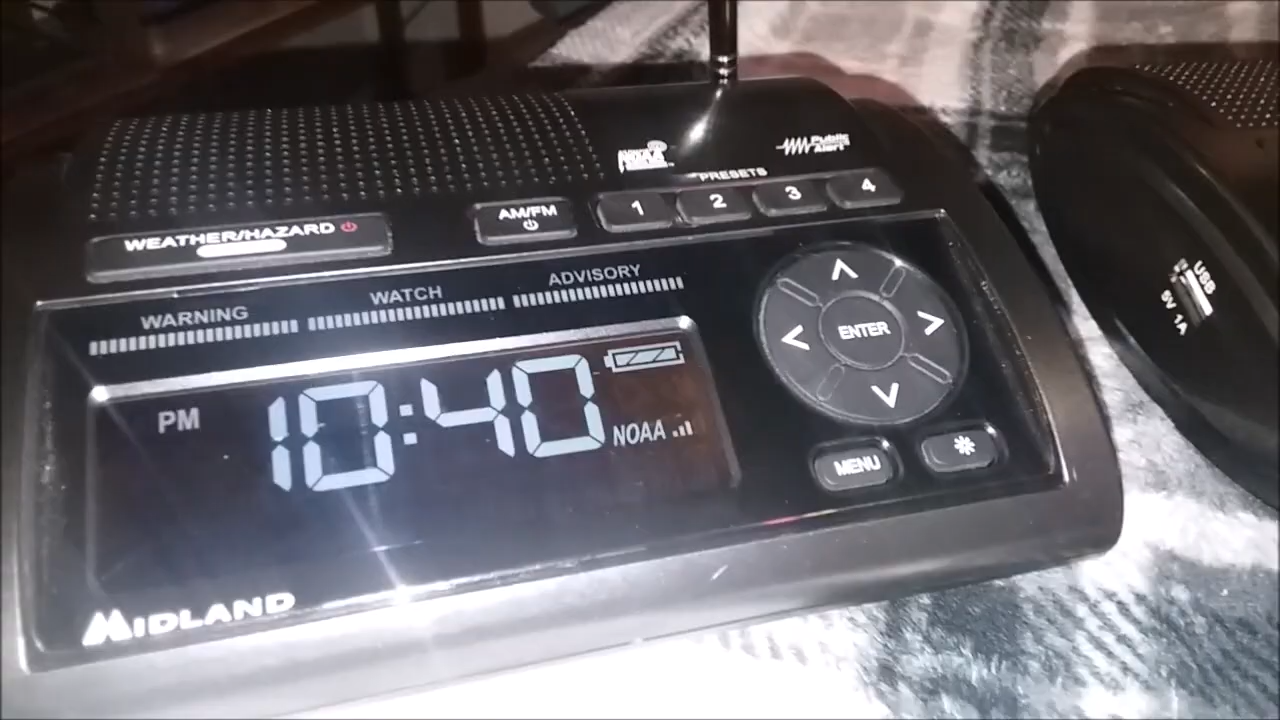 Public
Alert
PRESETS
1 2 3 4
AM/FM
WEATHER/HAZARD
WARNING WATCH ADVISORY
PM 10:40
NOAA
ENTER
MENU
MIDLAND
USB
5V 1A